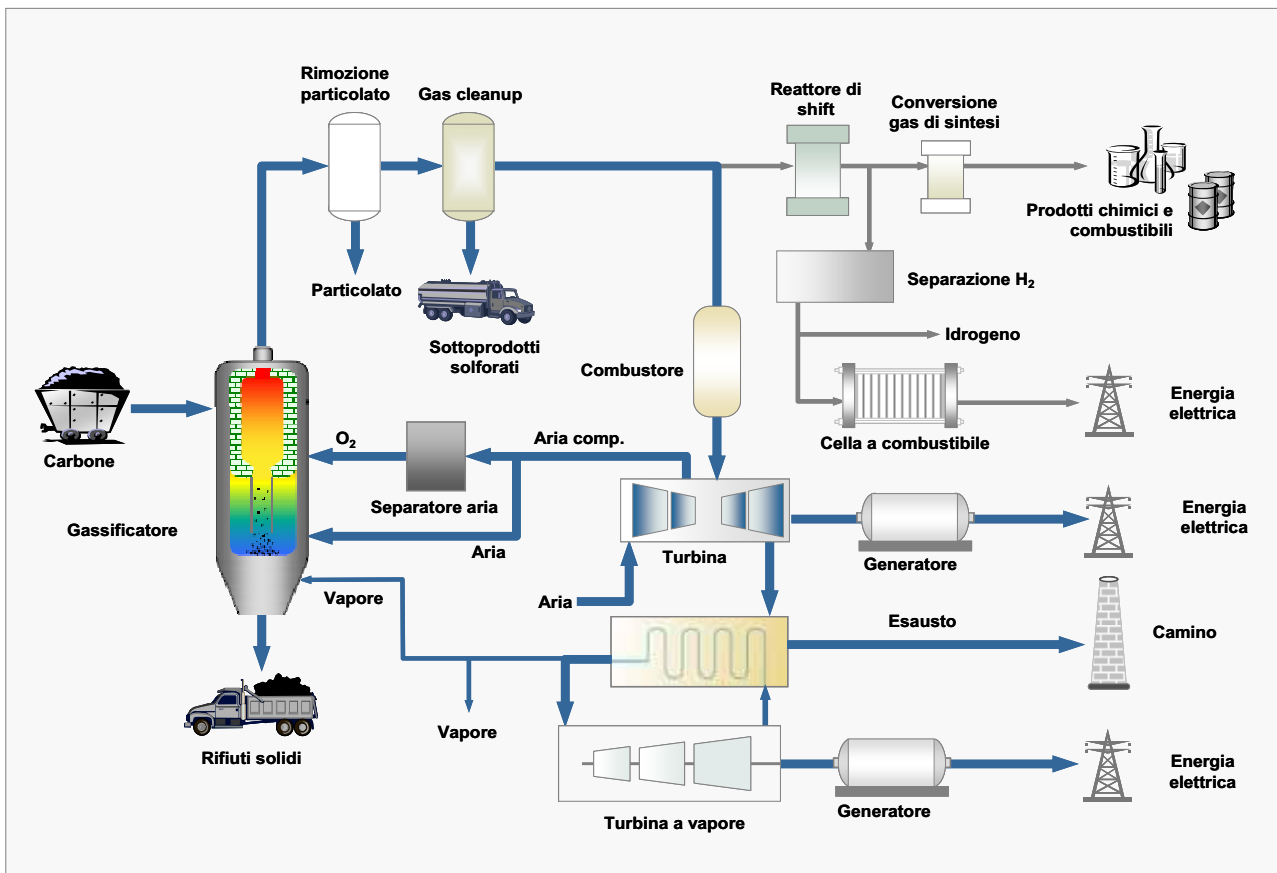 Rimozione
particolato
Gas cleanup
Reattore di
shift
Conversione
gas di sintesi
Prodotti chimici e
combustibili
Particolato
Separazione H₂
Sottoprodotti
solforati
Idrogeno
Combustore
Energia
elettrica
Carbone
O₂
Aria comp.
Cella a combustibile
Separatore aria
Gassificatore
Energia
elettrica
Aria
Turbina
Generatore
Vapore
Aria
Esausto
Camino
Vapore
Rifiuti solidi
Energia
elettrica
Generatore
Turbina a vapore